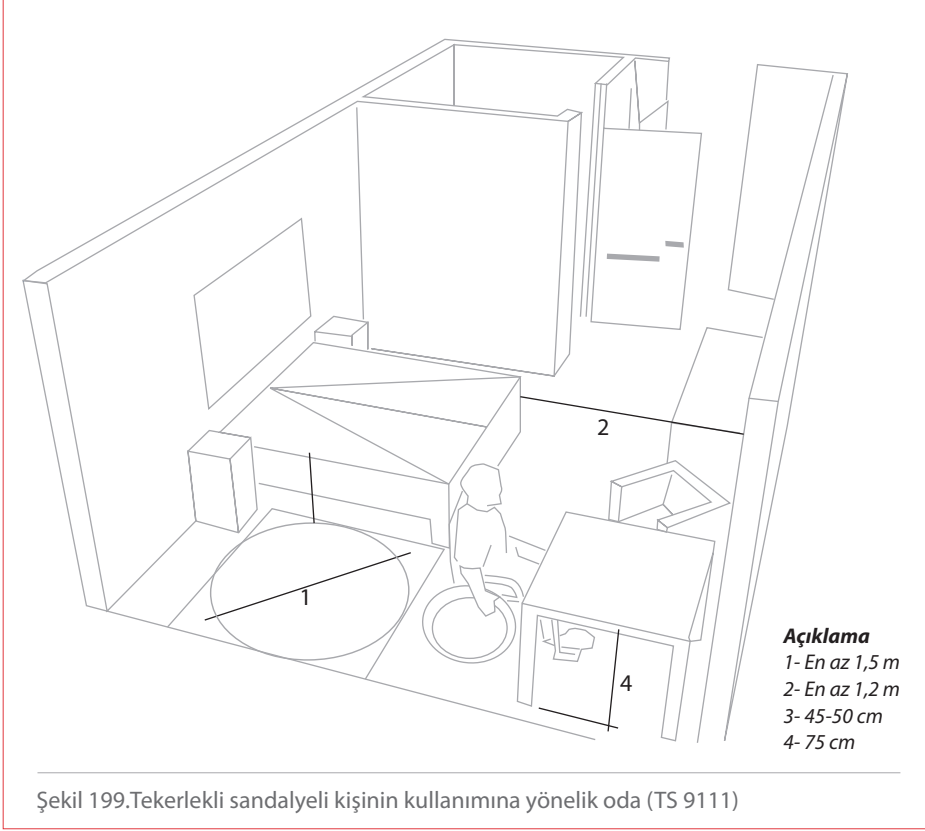 2
1
4
Açıklama
1- En az 1,5 m
2- En az 1,2 m
3- 45-50 cm
4- 75 cm
Şekil 199.Tekerlekli sandalyeli kişinin kullanımına yönelik oda (TS 9111)